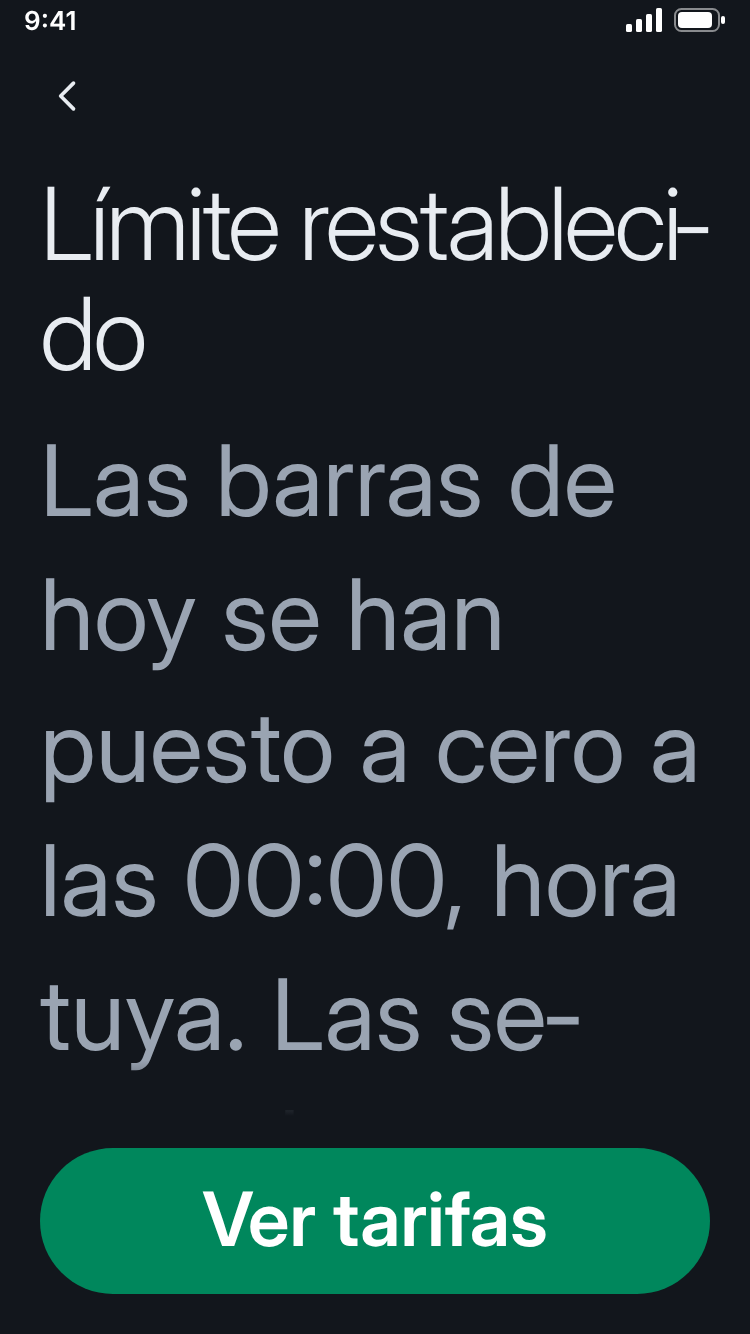 9:41
Límite restableci-
do
Las barras de
hoy se han
puesto a cero a
las 00:00, hora
tuya. Las se-
Ver tarifas